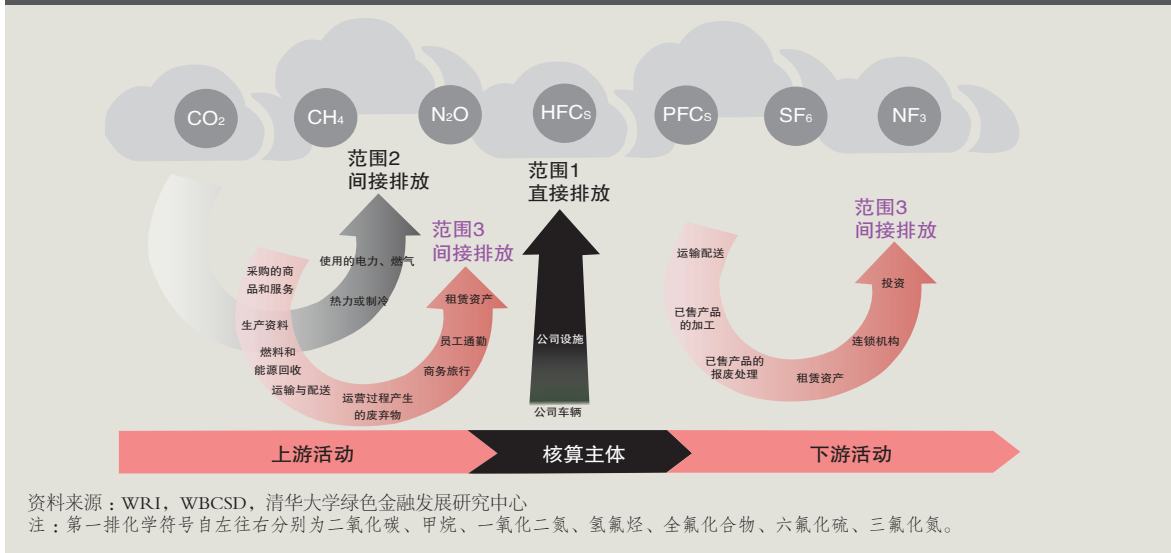 CO₂
CH₄
N₂O
HFCs
PFCs
SF₆
NF₃
范围2
间接排放
范围1
直接排放
范围3
间接排放
范围3
间接排放
采购的商
品和服务
生产资料
燃料和
能源回收
运输与配送
运营过程产生
的废弃物
商务旅行
员工通勤
租赁资产
使用的电力、燃气
热力或制冷
公司设施
公司车辆
运输配送
已售产品
的加工
已售产品的
报废处理
租赁资产
连锁机构
投资
上游活动
核算主体
下游活动
资料来源：WRI，WBCSD，清华大学绿色金融发展研究中心
注：第一排化学符号自左往右分别为二氧化碳、甲烷、一氧化二氮、氢氟烃、全氟化合物、六氟化硫、三氟化氮。